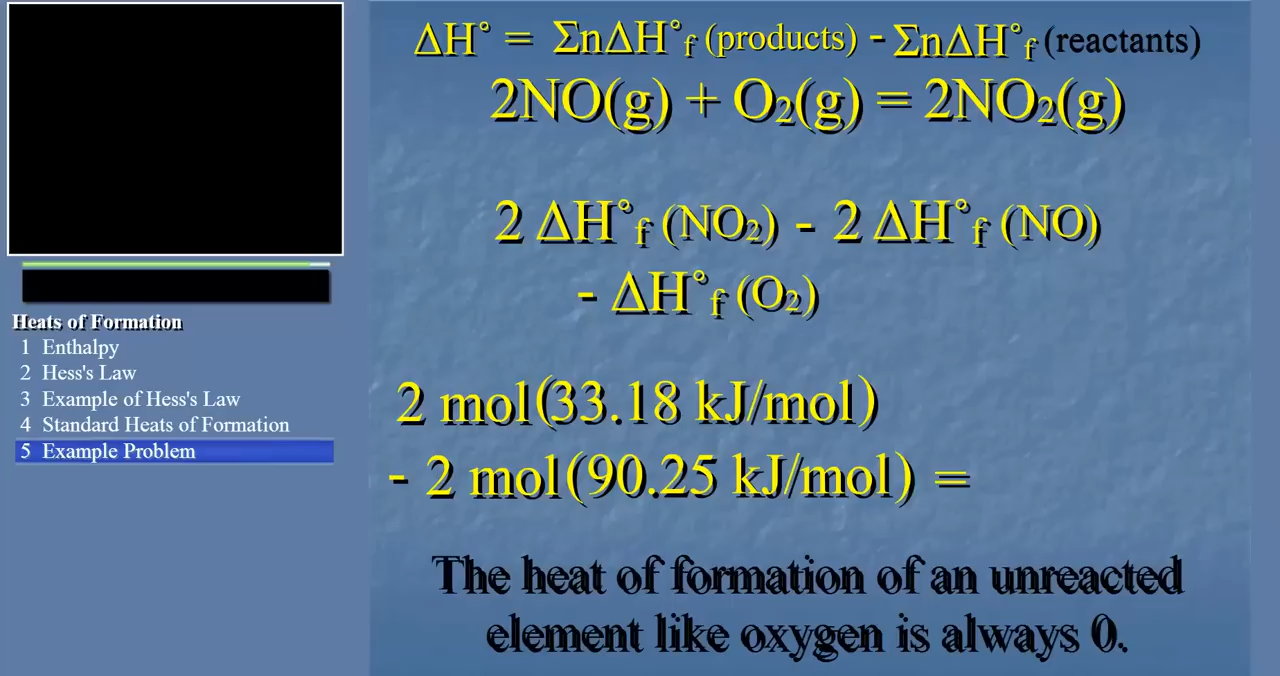 ΔH° = ΣnΔH°f (products) - ΣnΔH°f (reactants)
2NO(g) + O₂(g) = 2NO₂(g)
2 ΔH°f (NO₂) - 2 ΔH°f (NO)
- ΔH°f (O₂)
2 mol(33.18 kJ/mol)
- 2 mol(90.25 kJ/mol) =
The heat of formation of an unreacted
element like oxygen is always 0.
Heats of Formation
1 Enthalpy
2 Hess's Law
3 Example of Hess's Law
4 Standard Heats of Formation
5 Example Problem